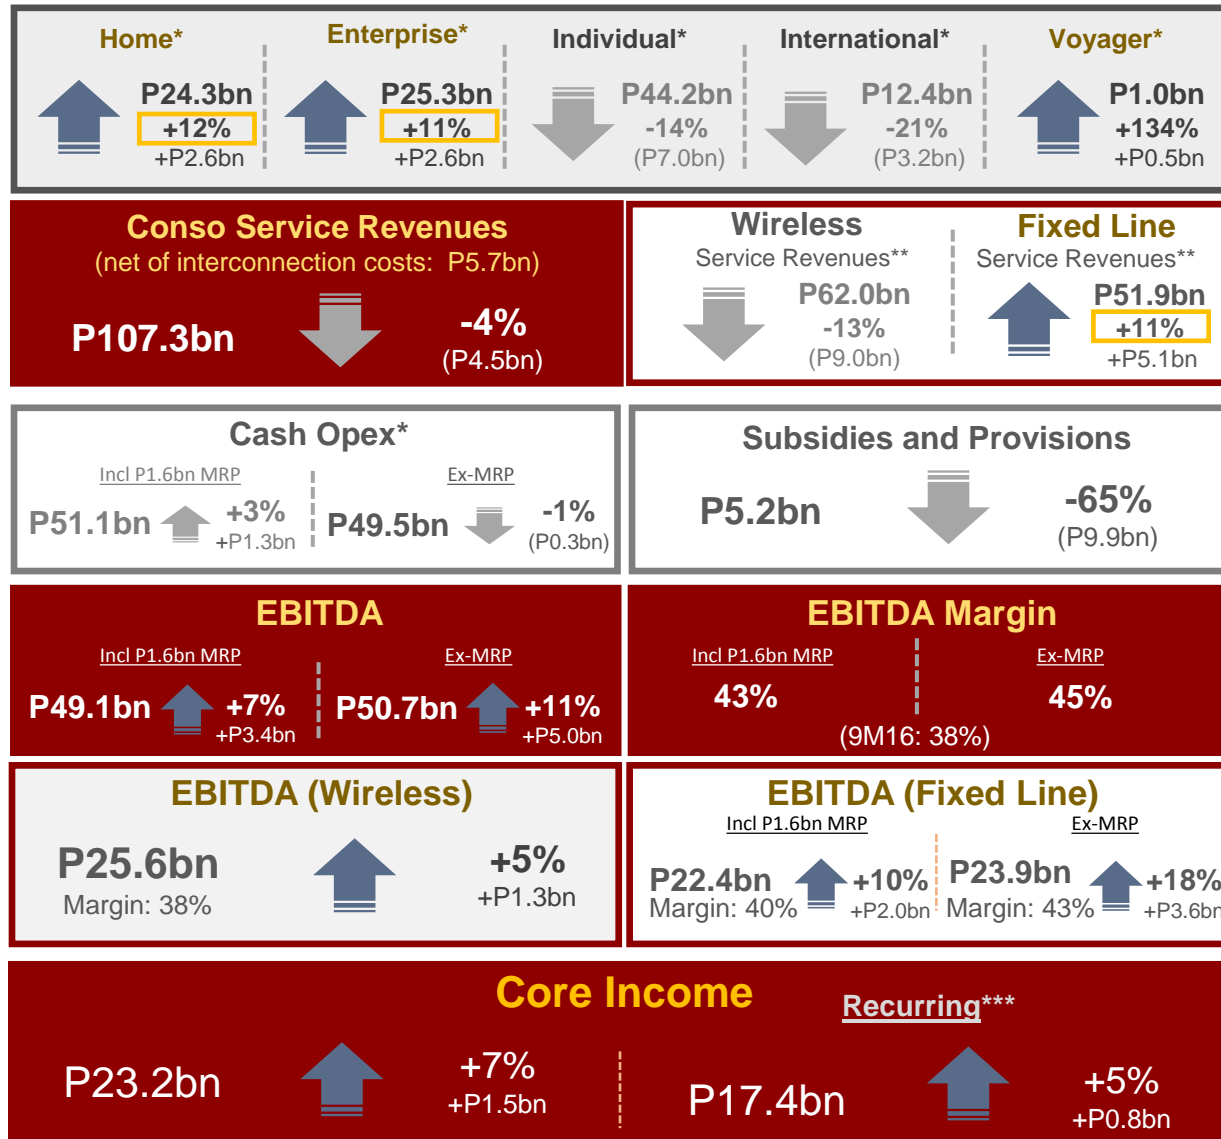 Home*
P24.3bn
+12%
+P2.6bn
Enterprise*
P25.3bn
+11%
+P2.6bn
Individual*
P44.2bn
-14%
(P7.0bn)
International*
P12.4bn
-21%
(P3.2bn)
Voyager*
P1.0bn
+134%
+P0.5bn
Conso Service Revenues
(net of interconnection costs: P5.7bn)
P107.3bn
-4%
(P4.5bn)
Wireless
Service Revenues**
P62.0bn
-13%
(P9.0bn)
Fixed Line
Service Revenues**
P51.9bn
+11%
+P5.1bn
Cash Opex*
Incl P1.6bn MRP
P51.1bn
+3%
+P1.3bn
Ex-MRP
P49.5bn
-1%
(P0.3bn)
Subsidies and Provisions
P5.2bn
-65%
(P9.9bn)
EBITDA
Incl P1.6bn MRP
P49.1bn
+7%
+P3.4bn
Ex-MRP
P50.7bn
+11%
+P5.0bn
EBITDA Margin
Incl P1.6bn MRP
43%
Ex-MRP
45%
(9M16: 38%)
EBITDA (Wireless)
P25.6bn
Margin: 38%
+5%
+P1.3bn
EBITDA (Fixed Line)
Incl P1.6bn MRP
P22.4bn
Margin: 40%
+10%
+P2.0bn
Ex-MRP
P23.9bn
Margin: 43%
+18%
+P3.6bn
Core Income
P23.2bn
+7%
+P1.5bn
Recurring***
P17.4bn
+5%
+P0.8bn